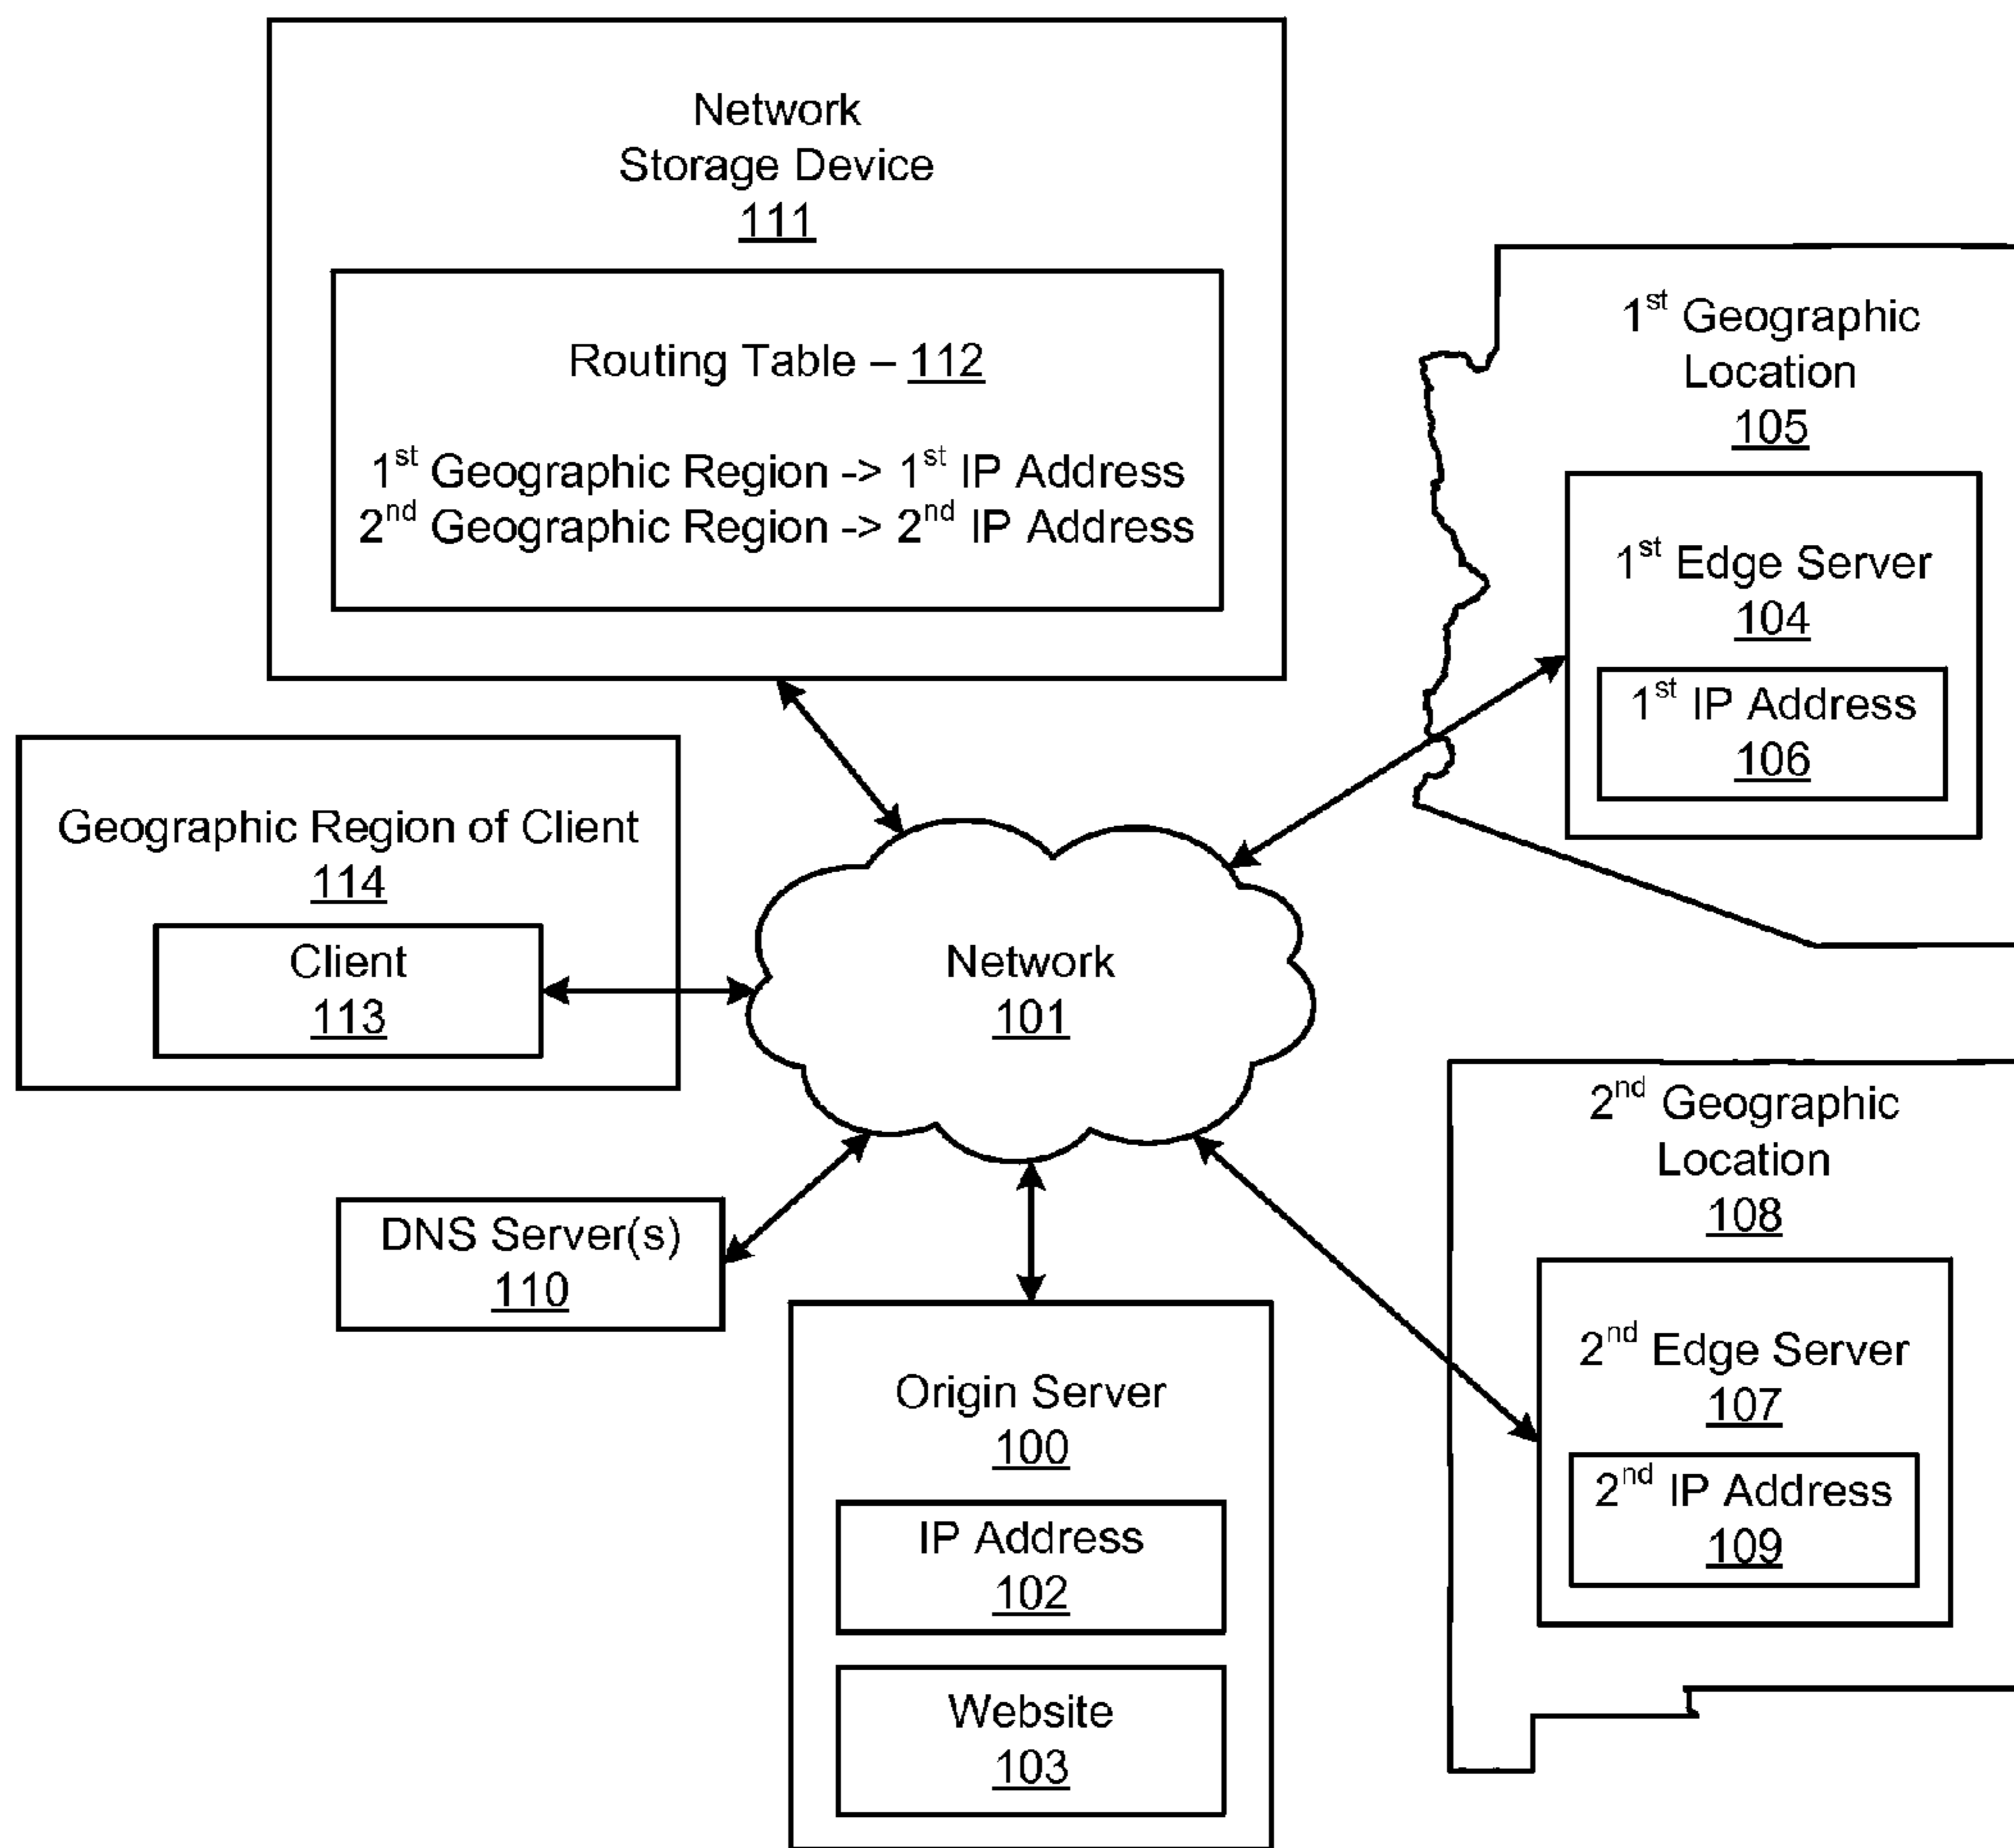 Network
Storage Device
111
Routing Table – 112
1st Geographic Region -> 1st IP Address
2nd Geographic Region -> 2nd IP Address
1st Geographic
Location
105
1st Edge Server
104
1st IP Address
106
Geographic Region of Client
114
Client
113
Network
101
2nd Geographic
Location
108
2nd Edge Server
107
2nd IP Address
109
DNS Server(s)
110
Origin Server
100
IP Address
102
Website
103